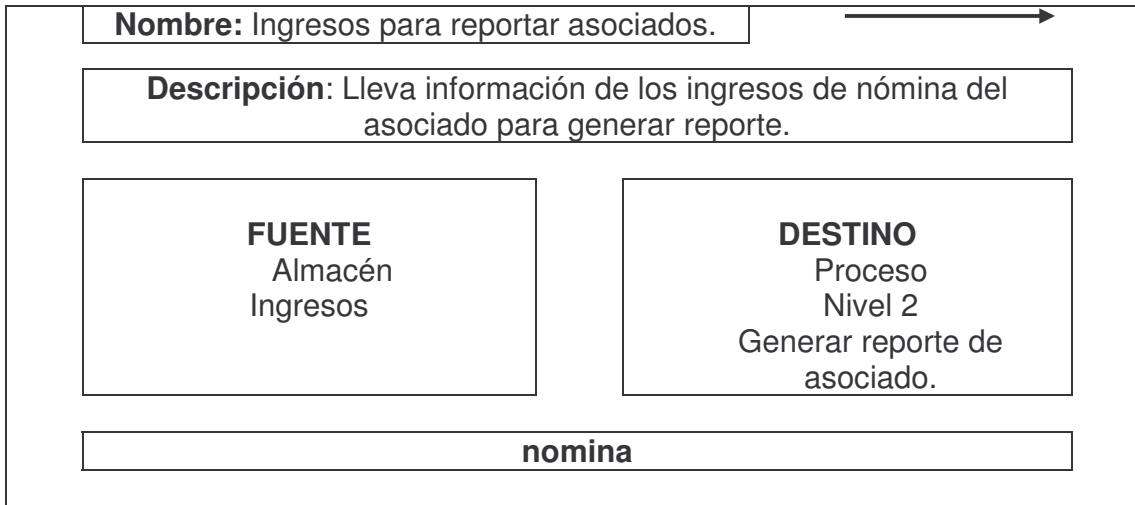 Nombre: Ingresos para reportar asociados.
Descripción: Lleva información de los ingresos de nómina del
asociado para generar reporte.
FUENTE
Almacén
Ingresos
DESTINO
Proceso
Nivel 2
Generar reporte de
asociado.
nomina